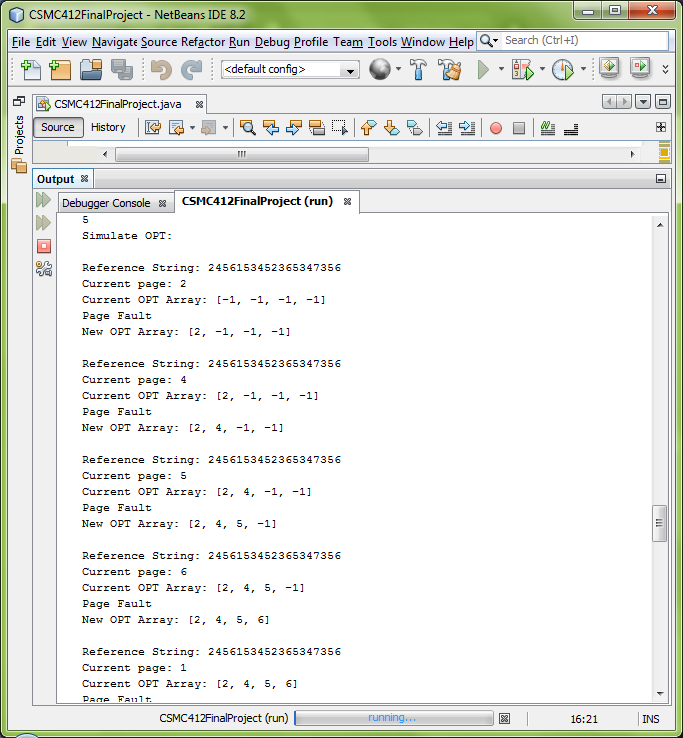 CSMC412FinalProject - NetBeans IDE 8.2
File Edit View Navigate Source Refactor Run Debug Profile Team Tools Window Help Search (Ctrl+I)
<default config>
Projects
CSMC412FinalProject.java
Source History
Output
Debugger Console CSMC412FinalProject (run)
5
Simulate OPT:
Reference String: 2456153452365347356
Current page: 2
Current OPT Array: [-1, -1, -1, -1]
Page Fault
New OPT Array: [2, -1, -1, -1]
Reference String: 2456153452365347356
Current page: 4
Current OPT Array: [2, -1, -1, -1]
Page Fault
New OPT Array: [2, 4, -1, -1]
Reference String: 2456153452365347356
Current page: 5
Current OPT Array: [2, 4, -1, -1]
Page Fault
New OPT Array: [2, 4, 5, -1]
Reference String: 2456153452365347356
Current page: 6
Current OPT Array: [2, 4, 5, -1]
Page Fault
New OPT Array: [2, 4, 5, 6]
Reference String: 2456153452365347356
Current page: 1
Current OPT Array: [2, 4, 5, 6]
Page Fault
CSMC412FinalProject (run) running... 16:21 INS